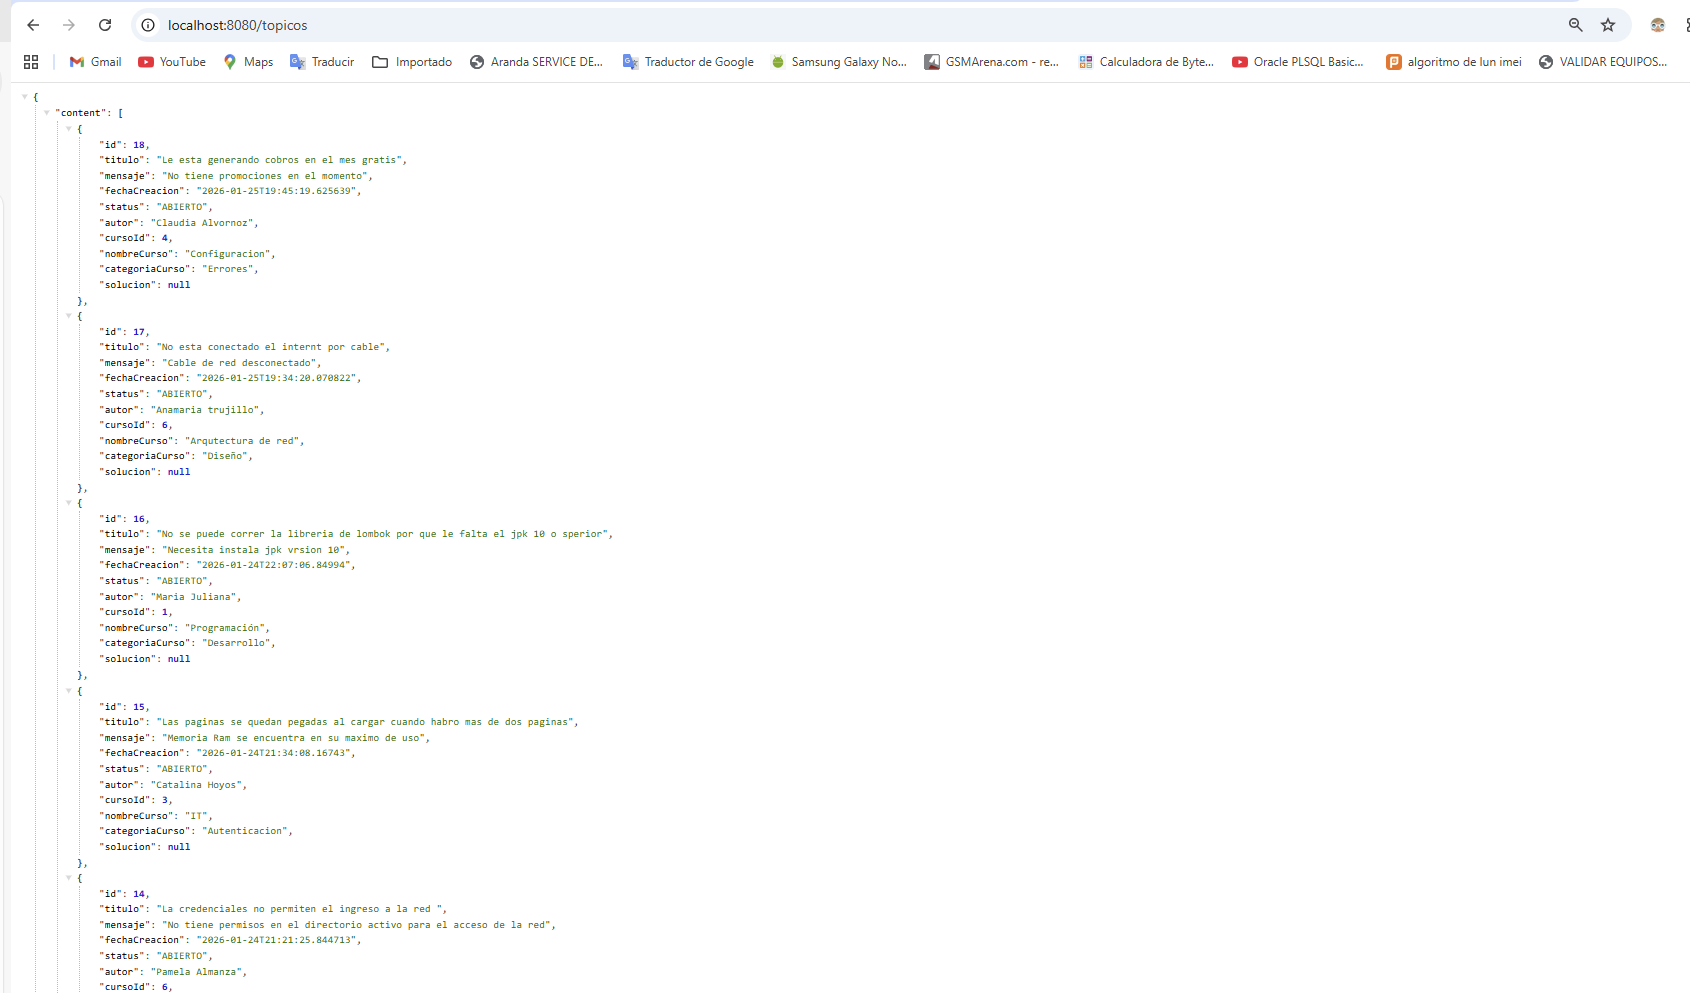 localhost:8080/topicos
Gmail YouTube Maps Traducir Importado Aranda SERVICE DE... Traductor de Google Samsung Galaxy No... GSMArena.com - re... Calculadora de Byte... Oracle PLSQL Basic... algoritmo de lun imei VALIDAR EQUIPOS...
{
"content": [
{
"id": 18,
"titulo": "Le esta generando cobros en el mes gratis",
"mensaje": "No tiene promociones en el momento",
"fechaCreacion": "2026-01-25T19:45:19.625639",
"status": "ABIERTO",
"autor": "Claudia Alvornoz",
"cursoId": 4,
"nombreCurso": "Configuracion",
"categoriaCurso": "Errores",
"solucion": null
},
{
"id": 17,
"titulo": "No esta conectado el internt por cable",
"mensaje": "Cable de red desconectado",
"fechaCreacion": "2026-01-25T19:34:20.070822",
"status": "ABIERTO",
"autor": "Anamaria trujillo",
"cursoId": 6,
"nombreCurso": "Arqutectura de red",
"categoriaCurso": "Diseño",
"solucion": null
},
{
"id": 16,
"titulo": "No se puede correr la libreria de lombok por que le falta el jpk 10 o sperior",
"mensaje": "Necesita instala jpk vrsion 10",
"fechaCreacion": "2026-01-24T22:07:06.84994",
"status": "ABIERTO",
"autor": "Maria Juliana",
"cursoId": 1,
"nombreCurso": "Programación",
"categoriaCurso": "Desarrollo",
"solucion": null
},
{
"id": 15,
"titulo": "Las paginas se quedan pegadas al cargar cuando habro mas de dos paginas",
"mensaje": "Memoria Ram se encuentra en su maximo de uso",
"fechaCreacion": "2026-01-24T21:34:08.16743",
"status": "ABIERTO",
"autor": "Catalina Hoyos",
"cursoId": 3,
"nombreCurso": "IT",
"categoriaCurso": "Autenticacion",
"solucion": null
},
{
"id": 14,
"titulo": "La credenciales no permiten el ingreso a la red ",
"mensaje": "No tiene permisos en el directorio activo para el acceso de la red",
"fechaCreacion": "2026-01-24T21:21:25.844713",
"status": "ABIERTO",
"autor": "Pamela Almanza",
"cursoId": 6,